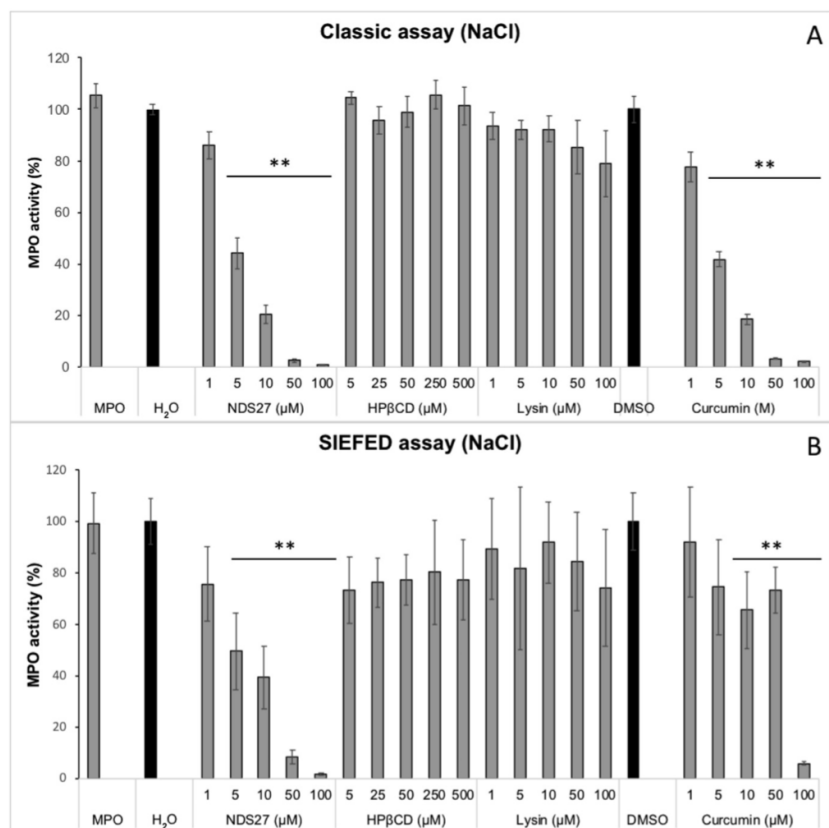 Classic assay (NaCl)
A
MPO activity (%)
120
100
80
60
40
20
0
**
**
1 5 10 50 100 5 25 50 250 500 1 5 10 50 100 1 5 10 50 100
MPO H₂O NDS27 (µM) HPβCD (µM) Lysin (µM) DMSO Curcumin (M)
SIEFED assay (NaCl)
B
MPO activity (%)
120
100
80
60
40
20
0
**
**
1 5 10 50 100 5 25 50 250 500 1 5 10 50 100 1 5 10 50 100
MPO H₂O NDS27 (µM) HPβCD (µM) Lysin (µM) DMSO Curcumin (µM)